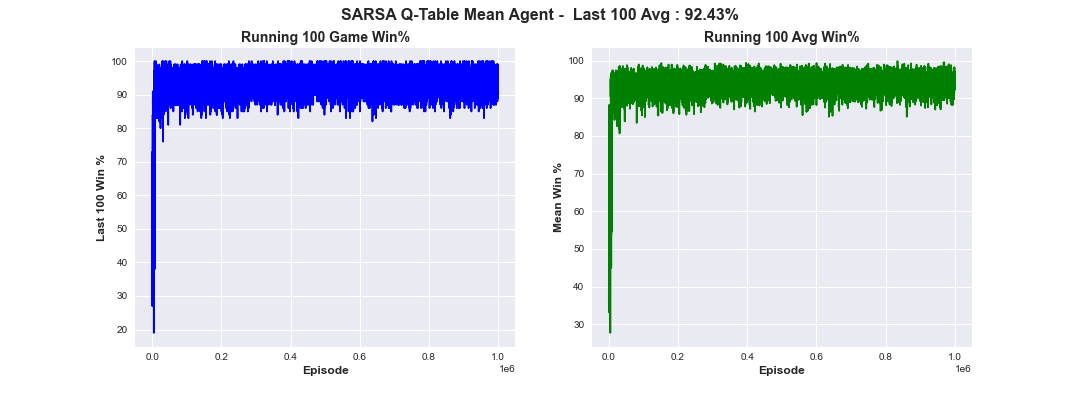 SARSA Q-Table Mean Agent - Last 100 Avg : 92.43%
Running 100 Game Win%
100
90
80
70
60
50
40
30
20
Last 100 Win %
0.0 0.2 0.4 0.6 0.8 1.0
1e6
Episode
Running 100 Avg Win%
100
90
80
70
60
50
40
30
Mean Win %
0.0 0.2 0.4 0.6 0.8 1.0
1e6
Episode